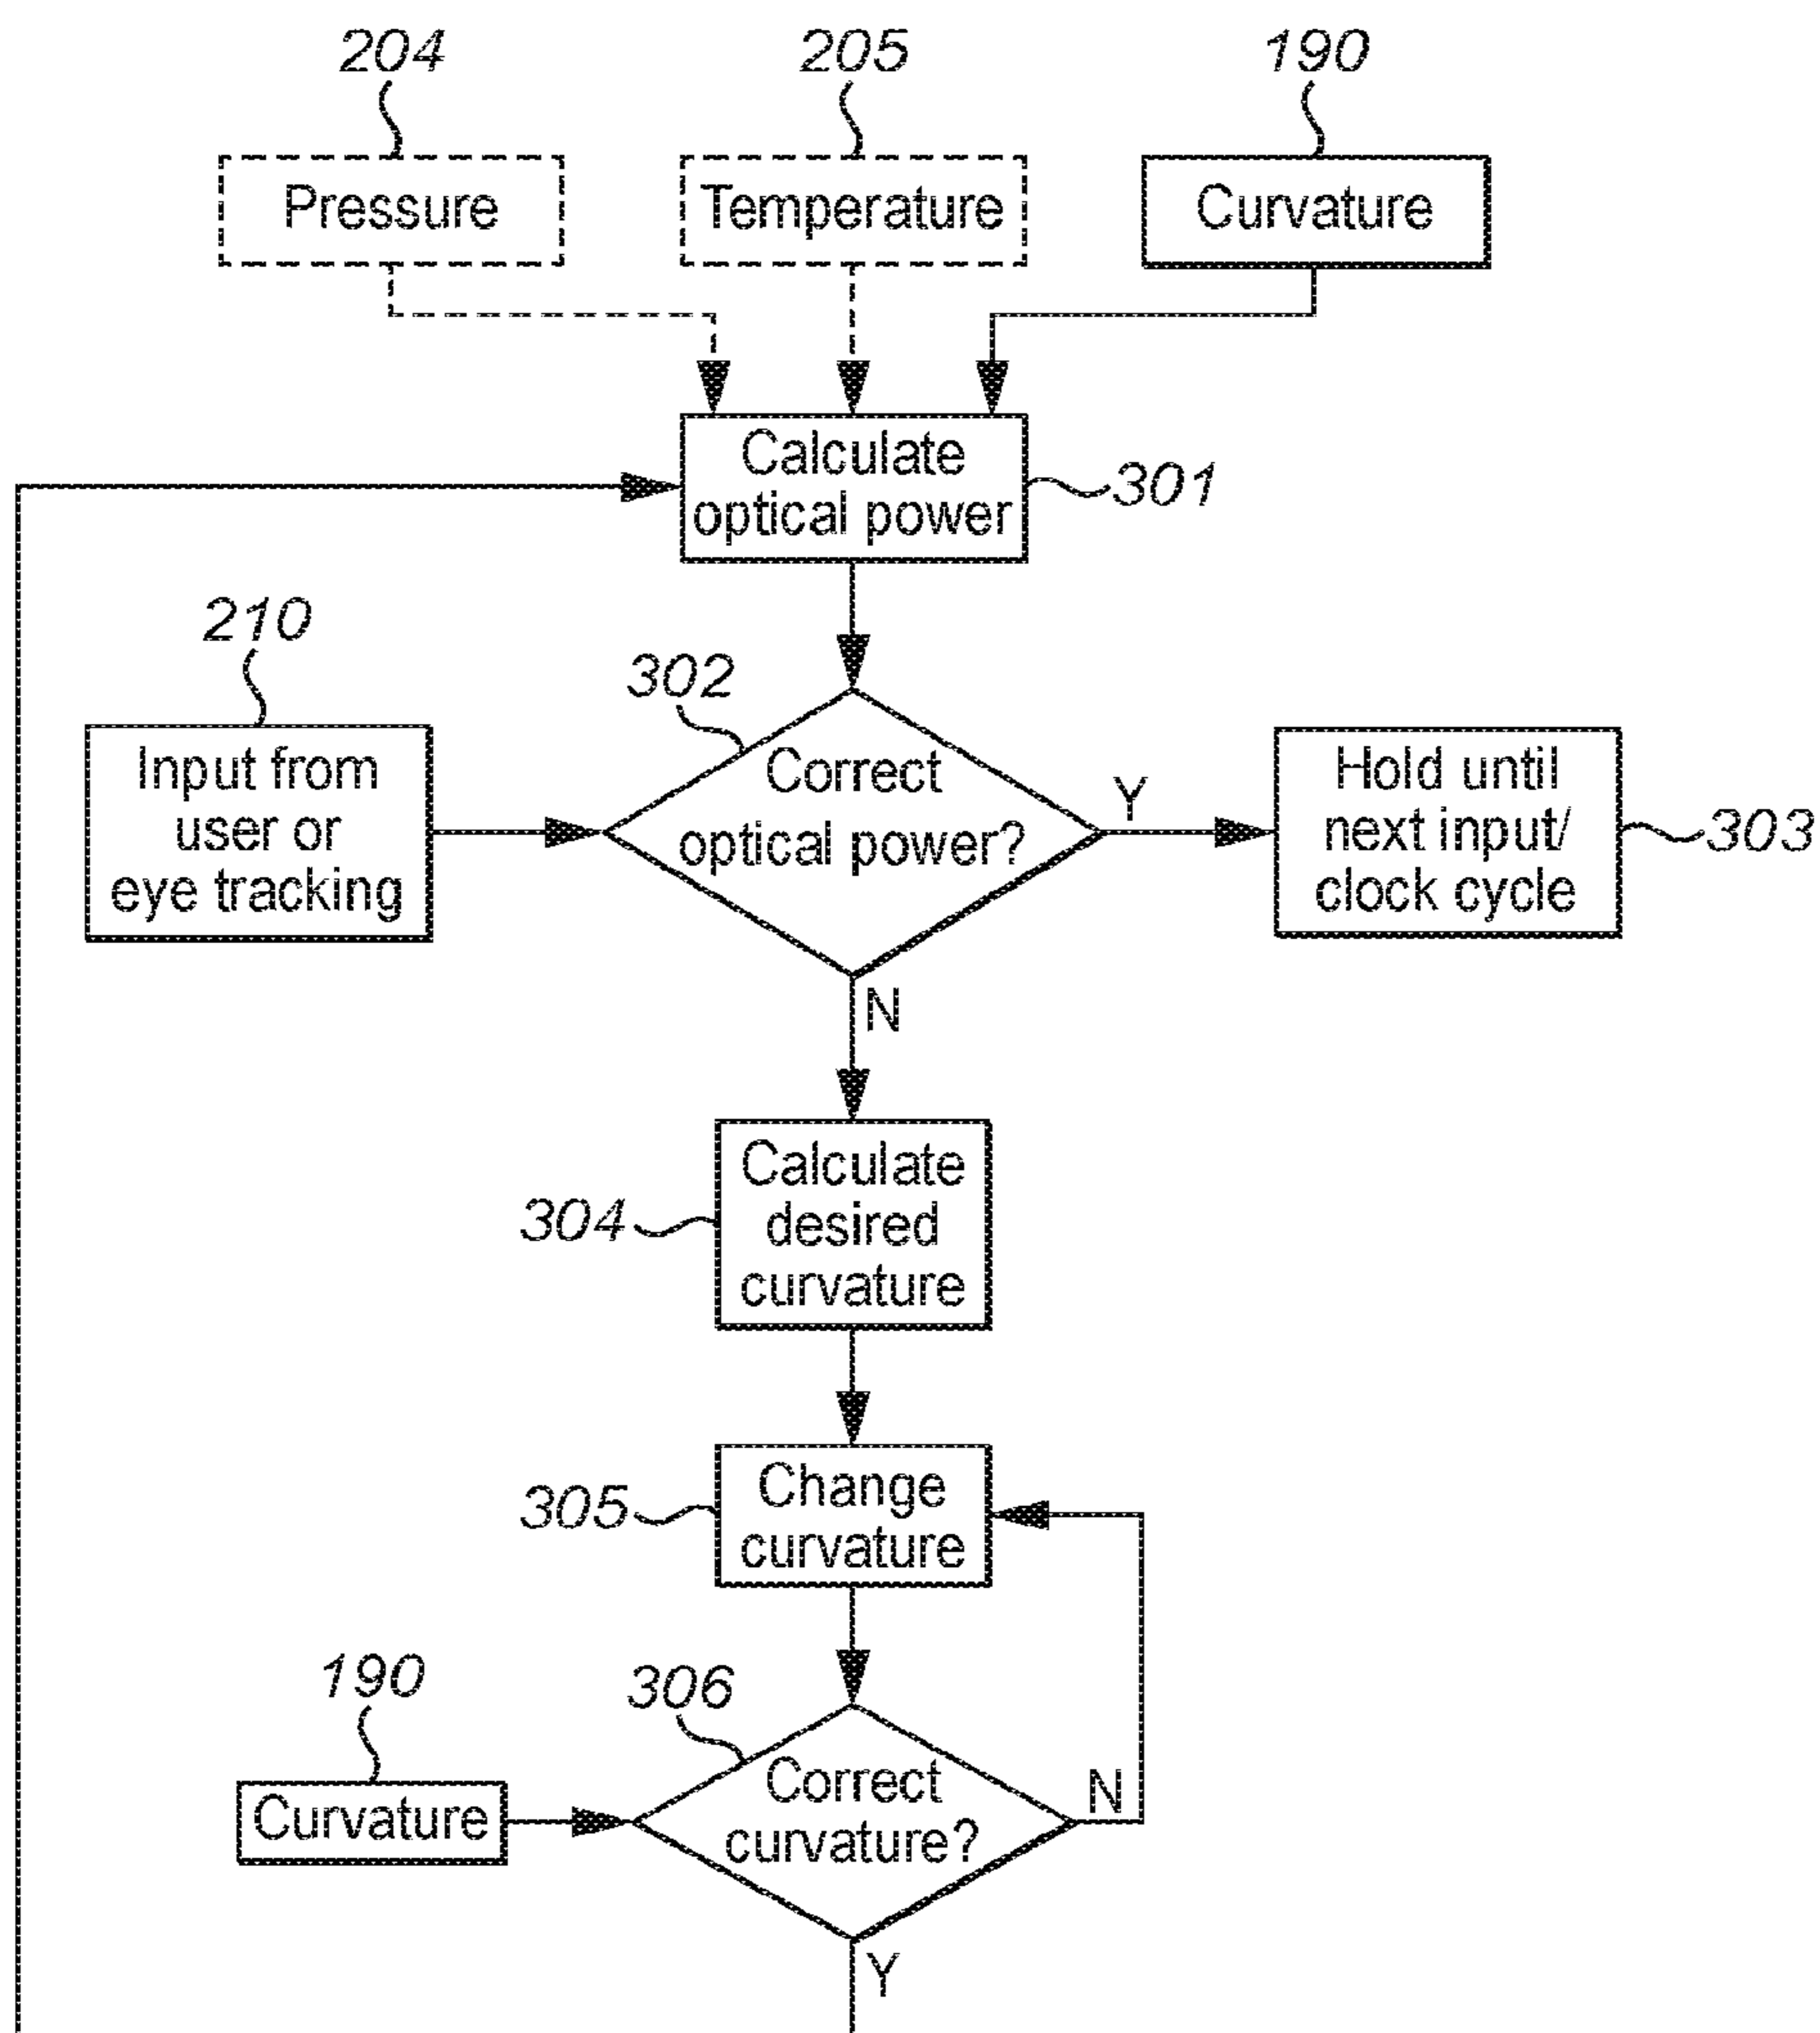 204
205
190
Pressure
Temperature
Curvature
Calculate
optical power
301
210
302
Input from
user or
eye tracking
Correct
optical power?
Y
Hold until
next input/
clock cycle
303
N
304
Calculate
desired
curvature
305
Change
curvature
190
306
Curvature
Correct
curvature?
N
Y